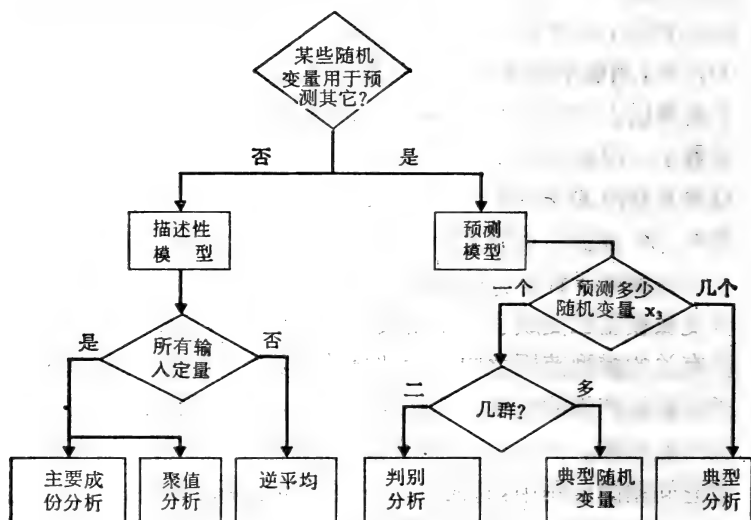 某些随机
变量用于预
测其它?
否
是
描述性
模 型
预测
模型
一个
预测多少
随机变量 x₃
几个
是
所有输
入定量
否
二
几群?
多
主要成
份分析
聚值
分析
逆平均
判别
分析
典型随机
变量
典型
分析